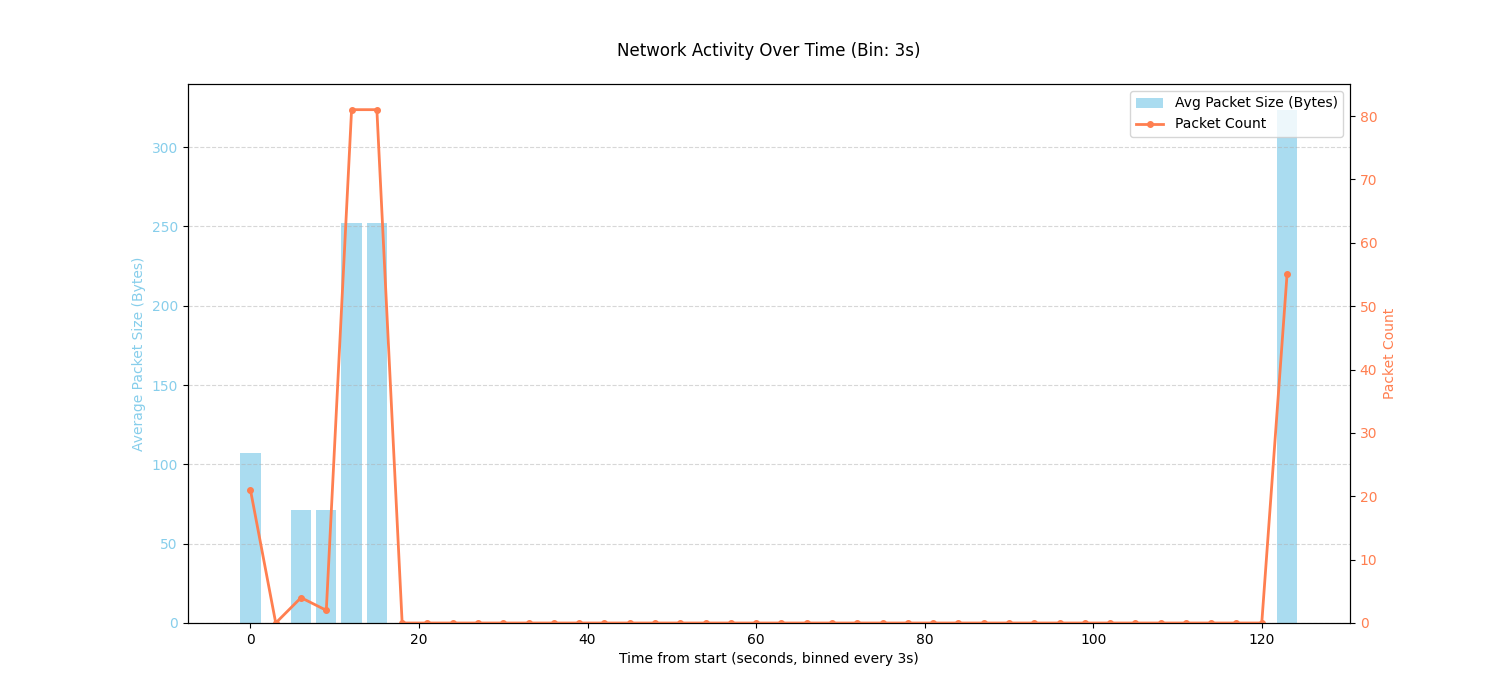 Network Activity Over Time (Bin: 3s)
Avg Packet Size (Bytes)
Packet Count
Average Packet Size (Bytes)
300
250
200
150
100
50
0
80
70
60
50
40
30
20
10
0
Packet Count
0 20 40 60 80 100 120
Time from start (seconds, binned every 3s)